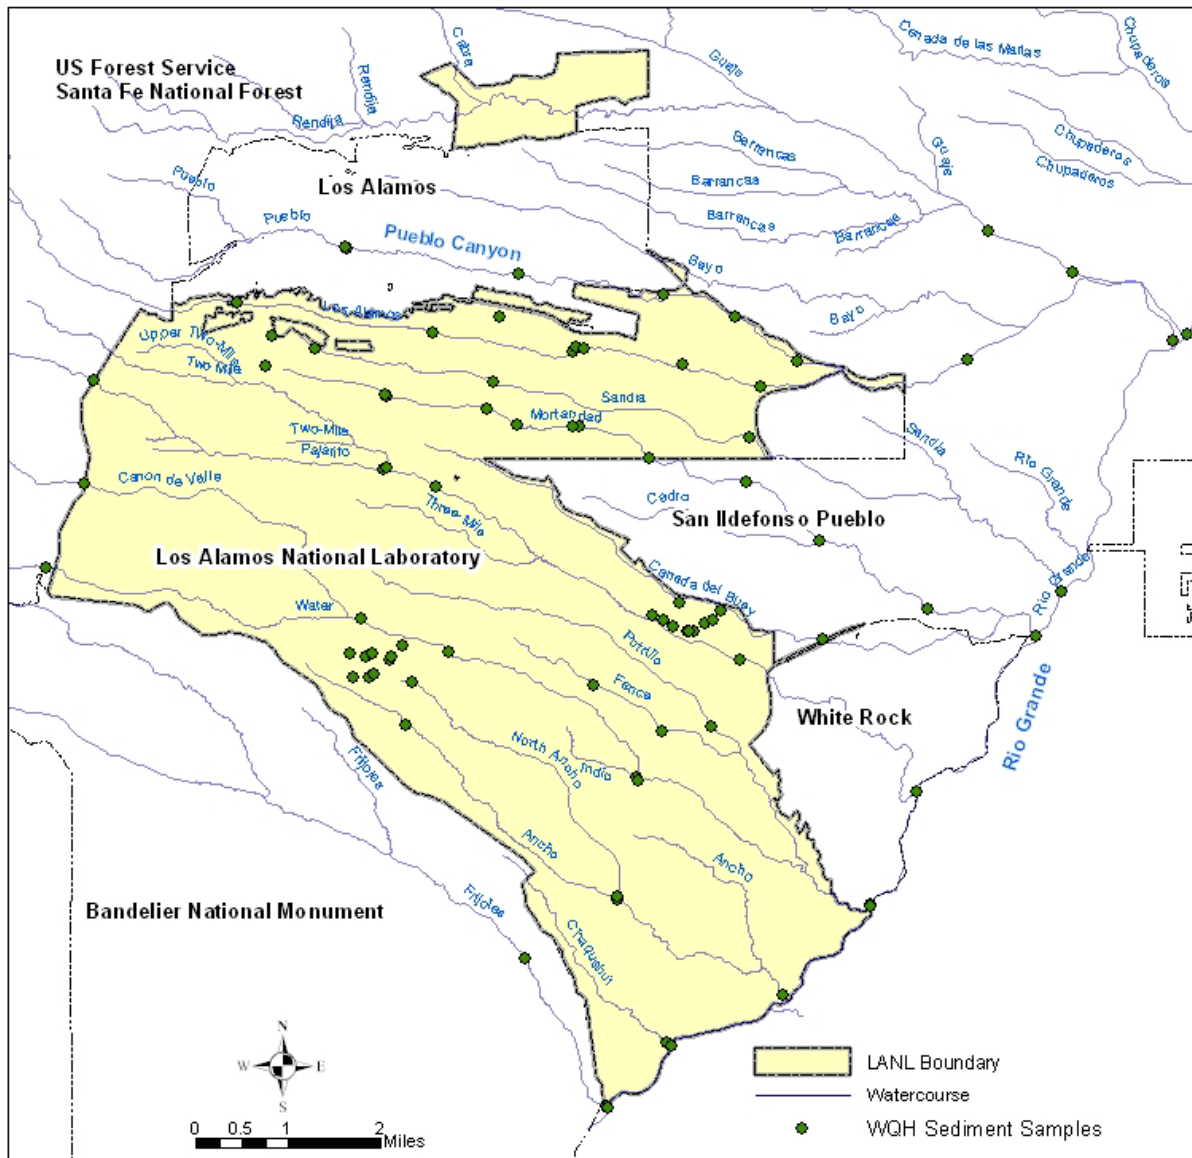 Canada de las Marias
Chupaderos
Cabra
Guaje
US Forest Service
Santa Fe National Forest
Rendija
Rendija
Barrancas
Guaje
Chupaderos
Chupaderos
Pueblo
Los Alamos
Barrancas
Pueblo
Barrancas
Barrancas
Pueblo Canyon
Bayo
Los Alamos
Bayo
Upper Two-Mile
Two Mile
Sandia
Mortandad
Sandia
Two-Mile
Pajarito
Rio Grande
Canon de Valle
Cedro
Three-Mile
San Ildefonso Pueblo
Los Alamos National Laboratory
Canada del Buey
Rio Grande
Water
Potrillo
Fence
White Rock
Rio Grande
North Ancho
Indio
Frijoles
Ancho
Ancho
Frijoles
Bandelier National Monument
Chaquehui
N
W E
S
LANL Boundary
Watercourse
WQH Sediment Samples
0 0.5 1 2
Miles